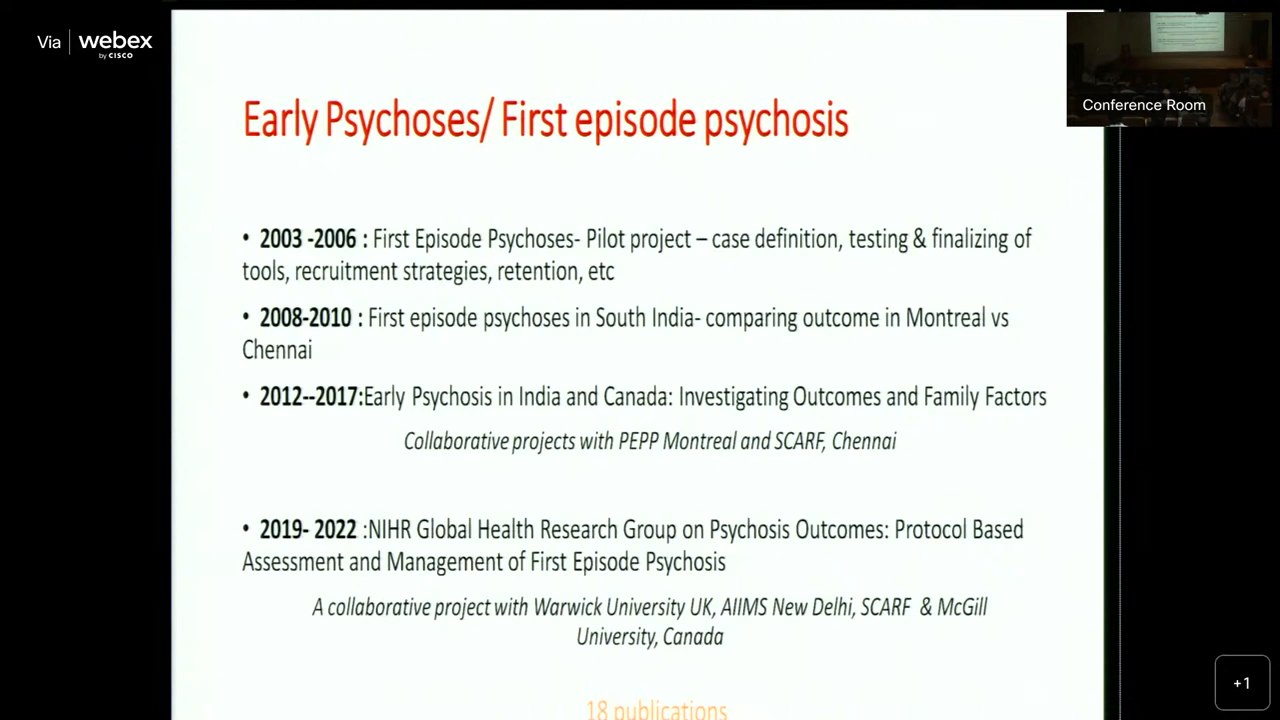 Via webex
by CISCO
Conference Room
Early Psychoses/ First episode psychosis
• 2003 -2006 : First Episode Psychoses- Pilot project – case definition, testing & finalizing of
tools, recruitment strategies, retention, etc
• 2008-2010 : First episode psychoses in South India- comparing outcome in Montreal vs
Chennai
• 2012--2017:Early Psychosis in India and Canada: Investigating Outcomes and Family Factors
Collaborative projects with PEPP Montreal and SCARF, Chennai
• 2019- 2022 :NIHR Global Health Research Group on Psychosis Outcomes: Protocol Based
Assessment and Management of First Episode Psychosis
A collaborative project with Warwick University UK, AIIMS New Delhi, SCARF & McGill
University, Canada
18 publications
+1